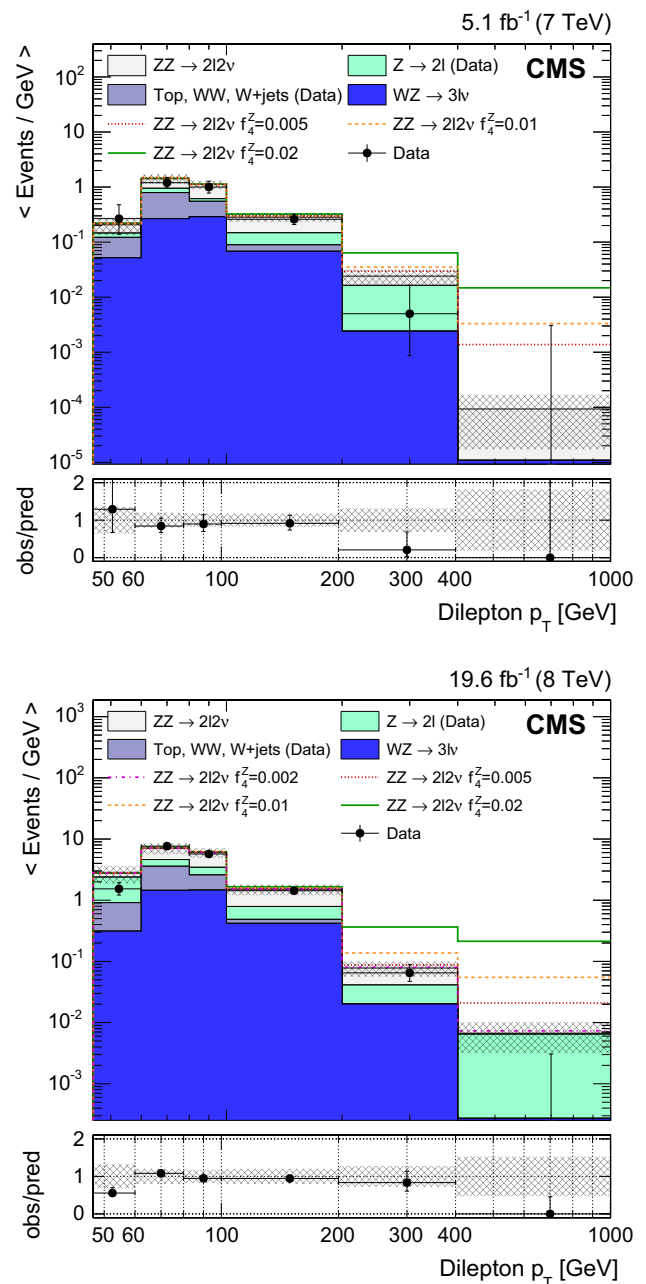 5.1 fb⁻¹ (7 TeV)
CMS
ZZ → 2l2ν
Z → 2l (Data)
Top, WW, W+jets (Data)
WZ → 3lν
ZZ → 2l2ν f₄ᶻ=0.005
ZZ → 2l2ν f₄ᶻ=0.01
ZZ → 2l2ν f₄ᶻ=0.02
Data
< Events / GeV >
10²
10
1
10⁻¹
10⁻²
10⁻³
10⁻⁴
10⁻⁵
obs/pred
2
1
0
50 60 100 200 300 400 1000
Dilepton p_T [GeV]
19.6 fb⁻¹ (8 TeV)
CMS
ZZ → 2l2ν
Z → 2l (Data)
Top, WW, W+jets (Data)
WZ → 3lν
ZZ → 2l2ν f₄ᶻ=0.002
ZZ → 2l2ν f₄ᶻ=0.005
ZZ → 2l2ν f₄ᶻ=0.01
ZZ → 2l2ν f₄ᶻ=0.02
Data
< Events / GeV >
10³
10²
10
1
10⁻¹
10⁻²
10⁻³
obs/pred
2
1
0
50 60 100 200 300 400 1000
Dilepton p_T [GeV]